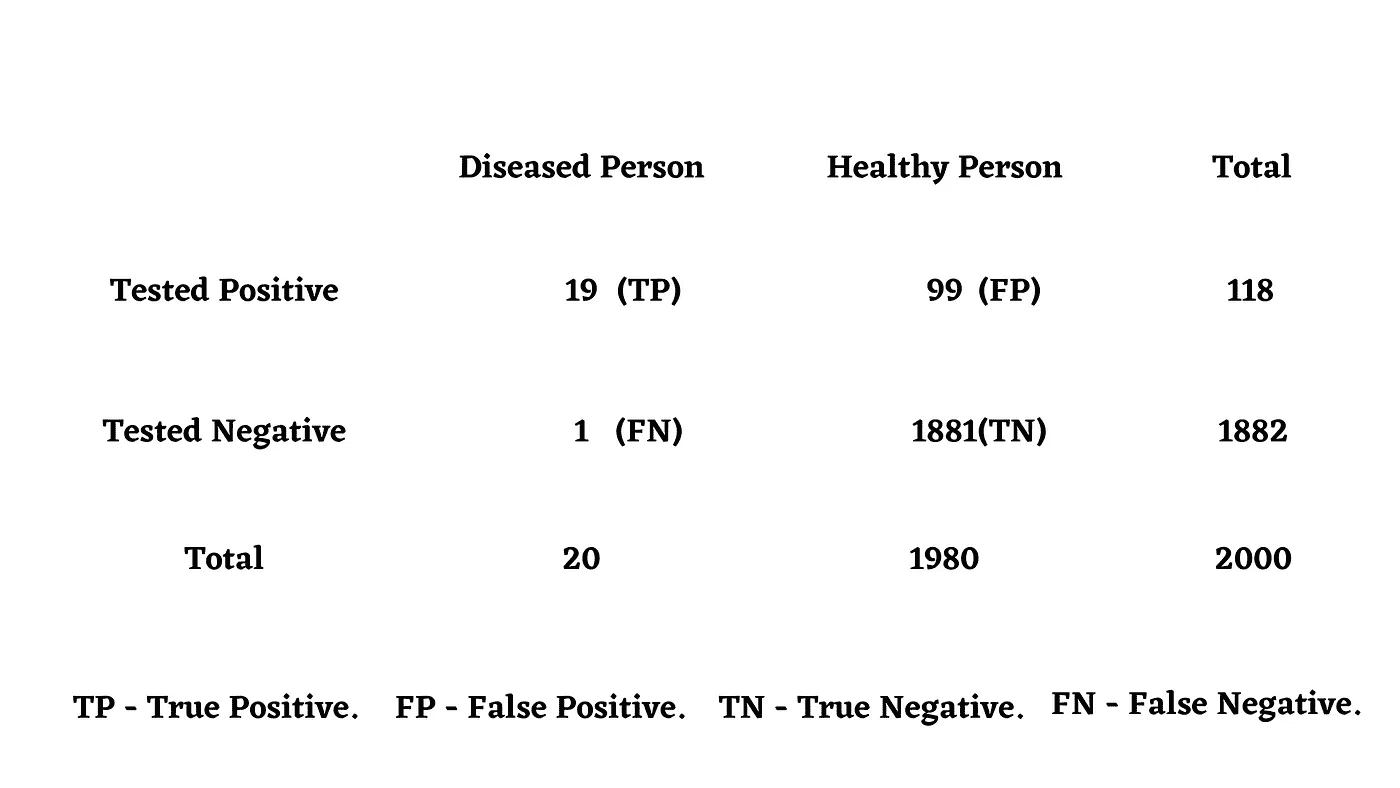 Diseased Person Healthy Person Total
Tested Positive 19 (TP) 99 (FP) 118
Tested Negative 1 (FN) 1881(TN) 1882
Total 20 1980 2000
TP - True Positive. FP - False Positive. TN - True Negative. FN - False Negative.